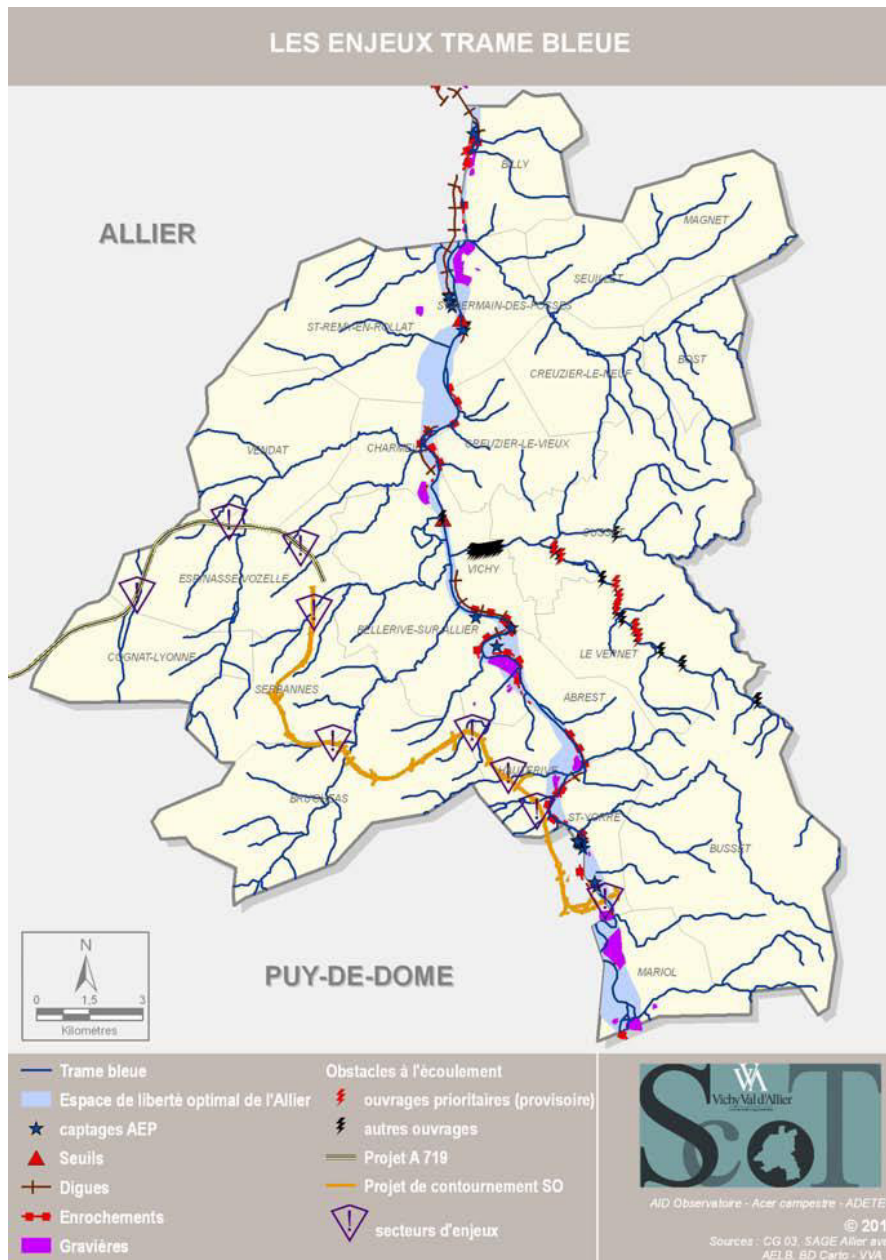 LES ENJEUX TRAME BLEUE
BILLY
MAGNET
ALLIER
SEUILLET
ST-GERMAIN-DES-FOSSES
ST-REMY-EN-ROLLAT
BOST
CREUZIER-LE-NEUF
CREUZIER-LE-VIEUX
VENDAT
CHARMEIL
CUSSET
VICHY
ESPINASSE-VOZELLE
BELLERIVE-SUR-ALLIER
LE VERNET
COGNAT-LYONNE
SERBANNES
ABREST
HAUTERIVE
BRUGHEAS
ST-YORRE
BUSSET
MARIOL
PUY-DE-DOME
N
0 1,5 3
Kilomètres
Trame bleue
Espace de liberté optimal de l'Allier
captages AEP
Seuils
Digues
Enrochements
Gravières
Obstacles à l'écoulement
ouvrages prioritaires (provisoire)
autres ouvrages
Projet A 719
Projet de contournement SO
secteurs d'enjeux
VVA
Vichy Val d'Allier
ScoT
AID Observatoire - Acer campestre - ADETE
© 201
Sources : CG 03, SAGE Allier ava
AELB, BD Carto - VVA